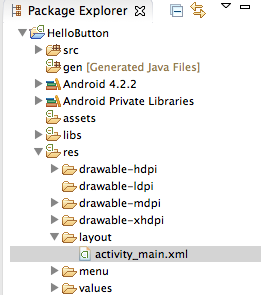 Package Explorer
HelloButton
src
gen [Generated Java Files]
Android 4.2.2
Android Private Libraries
assets
libs
res
drawable-hdpi
drawable-ldpi
drawable-mdpi
drawable-xhdpi
layout
activity_main.xml
menu
values